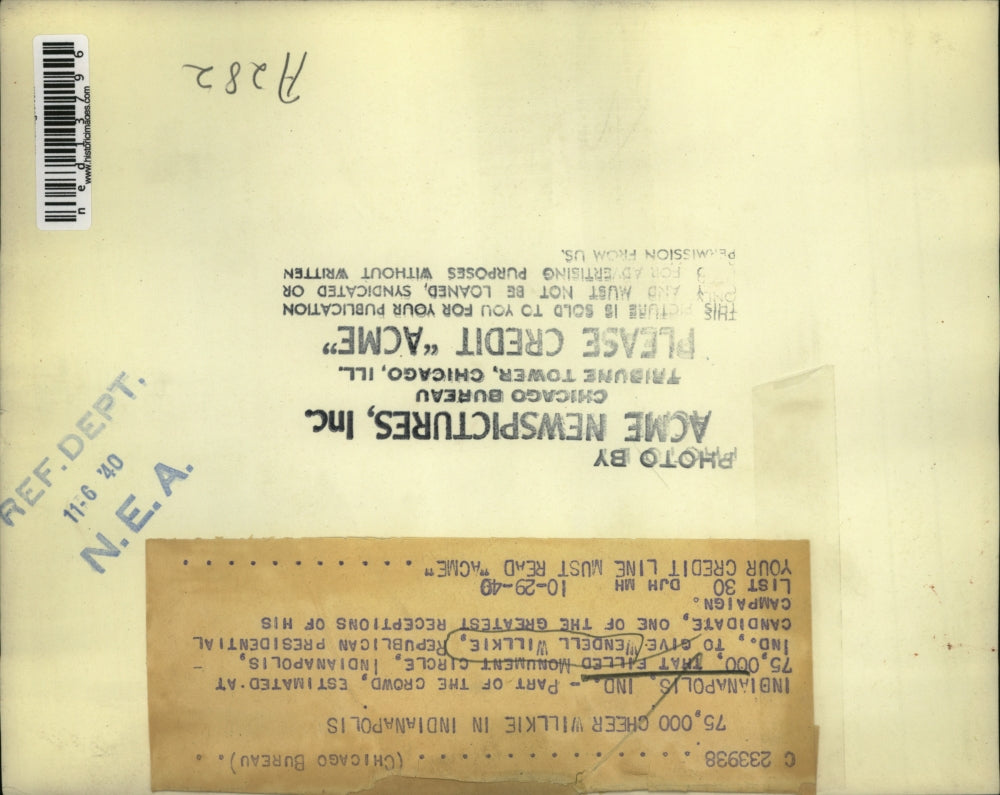 C 233938 . . . . . . . . . . . . . . (CHICAGO BUREAU). .
75,000 CHEER WILLKIE IN INDIANAPOLIS
INDIANAPOLIS, IND. - PART OF THE CROWD, ESTIMATED AT
75,000, THAT FILLED MONUMENT CIRCLE, INDIANAPOLIS,
IND., TO GIVE WENDELL WILLKIE, REPUBLICAN PRESIDENTIAL
CANDIDATE, ONE OF THE GREATEST RECEPTIONS OF HIS
CAMPAIGN.
LIST 30 DJH MH 10-29-40
YOUR CREDIT LINE MUST READ "ACME" . . . . . . . . . . . .
PHOTO BY
ACME NEWSPICTURES, Inc.
CHICAGO BUREAU
TRIBUNE TOWER, CHICAGO, ILL.
PLEASE CREDIT "ACME"
THIS PICTURE IS SOLD TO YOU FOR YOUR PUBLICATION
ONLY AND MUST NOT BE LOANED, SYNDICATED OR
FOR ADVERTISING PURPOSES WITHOUT WRITTEN
PERMISSION FROM US.
REF. DEPT.
11-6 '40
N.E.A.
A282
ned13796
www.historicimages.com